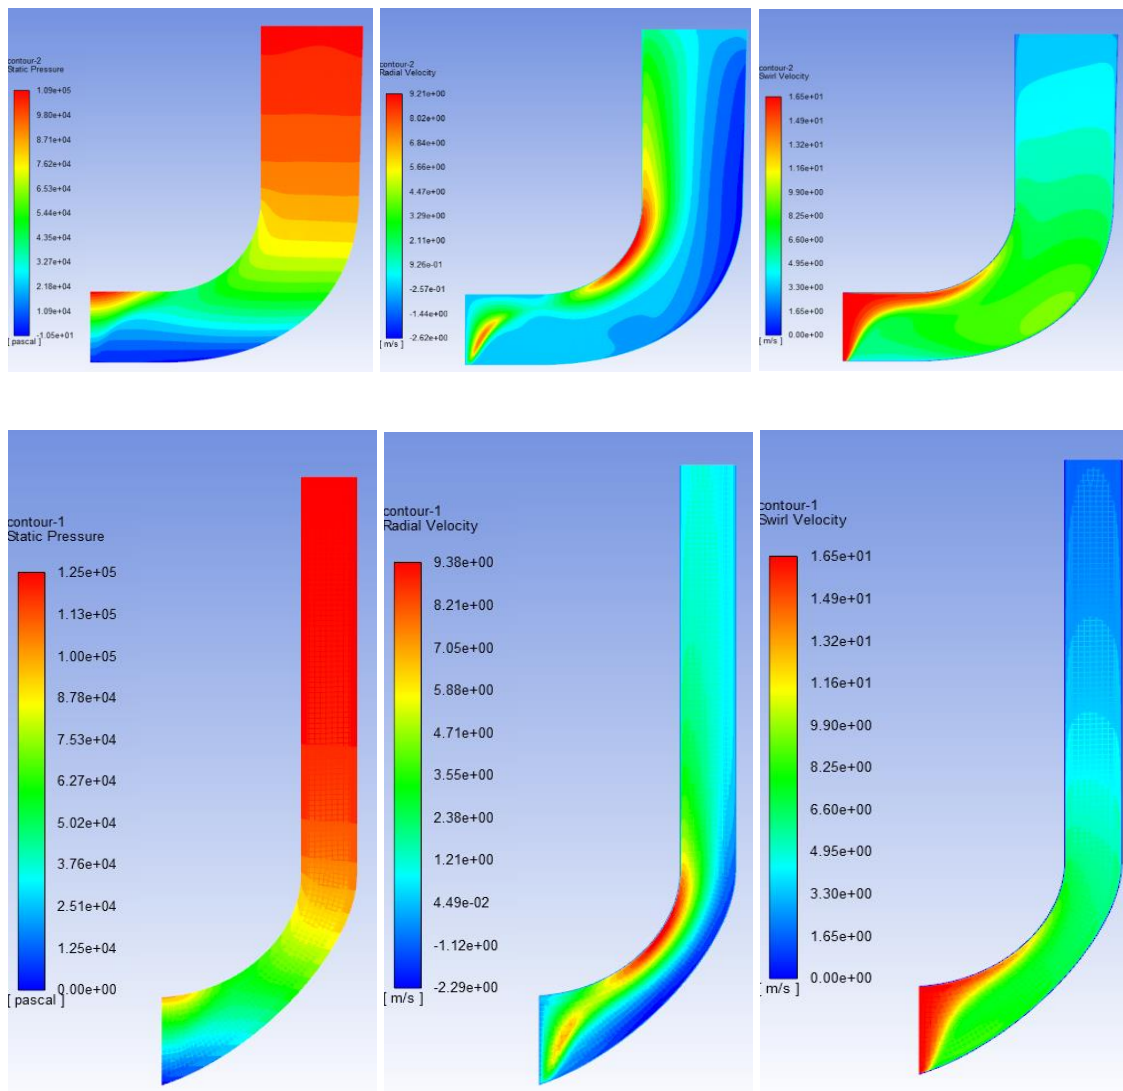 contour-2
Static Pressure
1.09e+05
9.80e+04
8.71e+04
7.62e+04
6.53e+04
5.44e+04
4.35e+04
3.27e+04
2.18e+04
1.09e+04
-1.05e+01
[ pascal ]
contour-2
Radial Velocity
9.21e+00
8.02e+00
6.84e+00
5.66e+00
4.47e+00
3.29e+00
2.11e+00
9.26e-01
-2.57e-01
-1.44e+00
-2.62e+00
[ m/s ]
contour-2
Swirl Velocity
1.65e+01
1.49e+01
1.32e+01
1.16e+01
9.90e+00
8.25e+00
6.60e+00
4.95e+00
3.30e+00
1.65e+00
0.00e+00
[ m/s ]
contour-1
Static Pressure
1.25e+05
1.13e+05
1.00e+05
8.78e+04
7.53e+04
6.27e+04
5.02e+04
3.76e+04
2.51e+04
1.25e+04
0.00e+00
[ pascal ]
contour-1
Radial Velocity
9.38e+00
8.21e+00
7.05e+00
5.88e+00
4.71e+00
3.55e+00
2.38e+00
1.21e+00
4.49e-02
-1.12e+00
-2.29e+00
[ m/s ]
contour-1
Swirl Velocity
1.65e+01
1.49e+01
1.32e+01
1.16e+01
9.90e+00
8.25e+00
6.60e+00
4.95e+00
3.30e+00
1.65e+00
0.00e+00
[ m/s ]